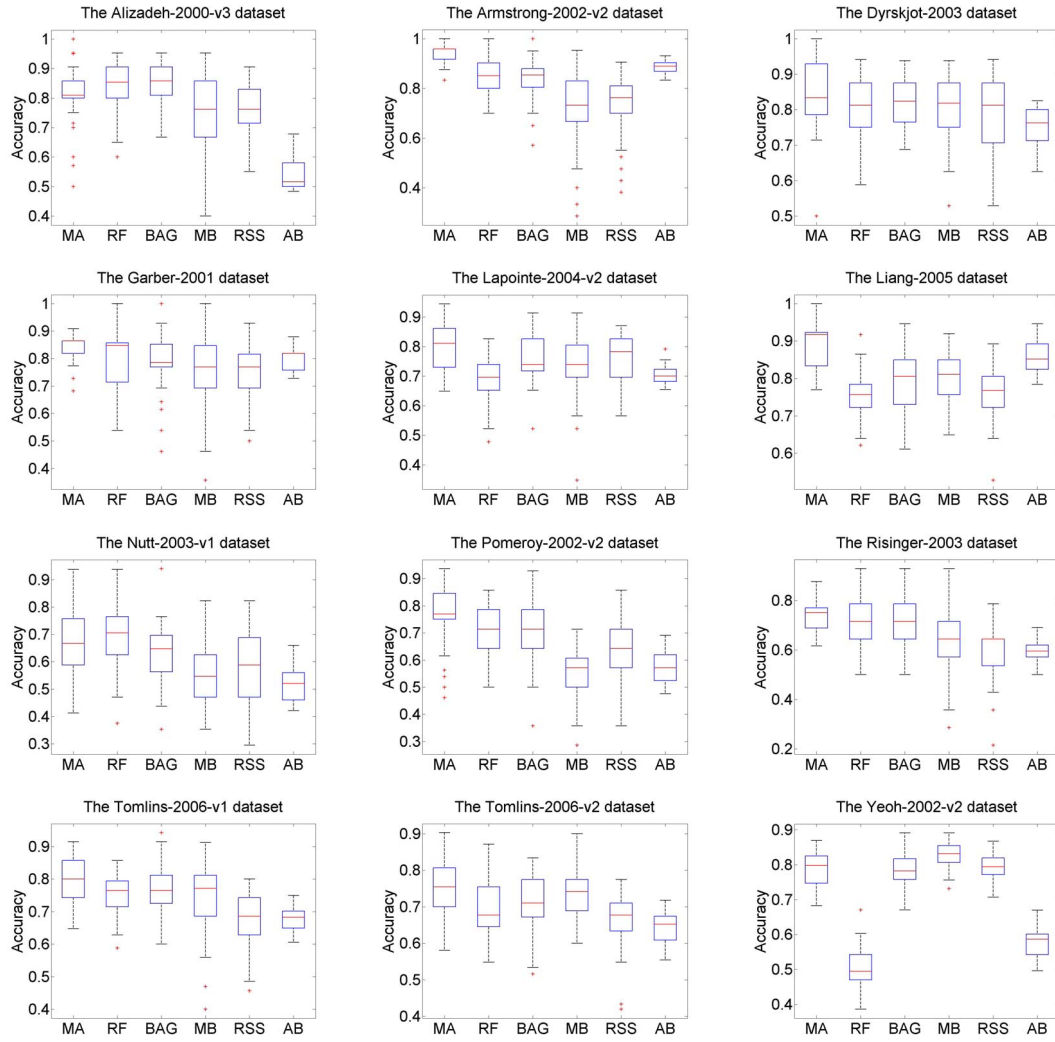 The Alizadeh-2000-v3 dataset
Accuracy
1
0.9
0.8
0.7
0.6
0.5
0.4
MA RF BAG MB RSS AB
The Armstrong-2002-v2 dataset
Accuracy
1
0.8
0.6
0.4
MA RF BAG MB RSS AB
The Dyrskjot-2003 dataset
Accuracy
1
0.9
0.8
0.7
0.6
0.5
MA RF BAG MB RSS AB
The Garber-2001 dataset
Accuracy
1
0.9
0.8
0.7
0.6
0.5
0.4
MA RF BAG MB RSS AB
The Lapointe-2004-v2 dataset
Accuracy
0.9
0.8
0.7
0.6
0.5
0.4
MA RF BAG MB RSS AB
The Liang-2005 dataset
Accuracy
1
0.9
0.8
0.7
0.6
MA RF BAG MB RSS AB
The Nutt-2003-v1 dataset
Accuracy
0.9
0.8
0.7
0.6
0.5
0.4
0.3
MA RF BAG MB RSS AB
The Pomeroy-2002-v2 dataset
Accuracy
0.9
0.8
0.7
0.6
0.5
0.4
0.3
MA RF BAG MB RSS AB
The Risinger-2003 dataset
Accuracy
0.8
0.6
0.4
0.2
MA RF BAG MB RSS AB
The Tomlins-2006-v1 dataset
Accuracy
0.9
0.8
0.7
0.6
0.5
0.4
MA RF BAG MB RSS AB
The Tomlins-2006-v2 dataset
Accuracy
0.9
0.8
0.7
0.6
0.5
0.4
MA RF BAG MB RSS AB
The Yeoh-2002-v2 dataset
Accuracy
0.9
0.8
0.7
0.6
0.5
0.4
MA RF BAG MB RSS AB